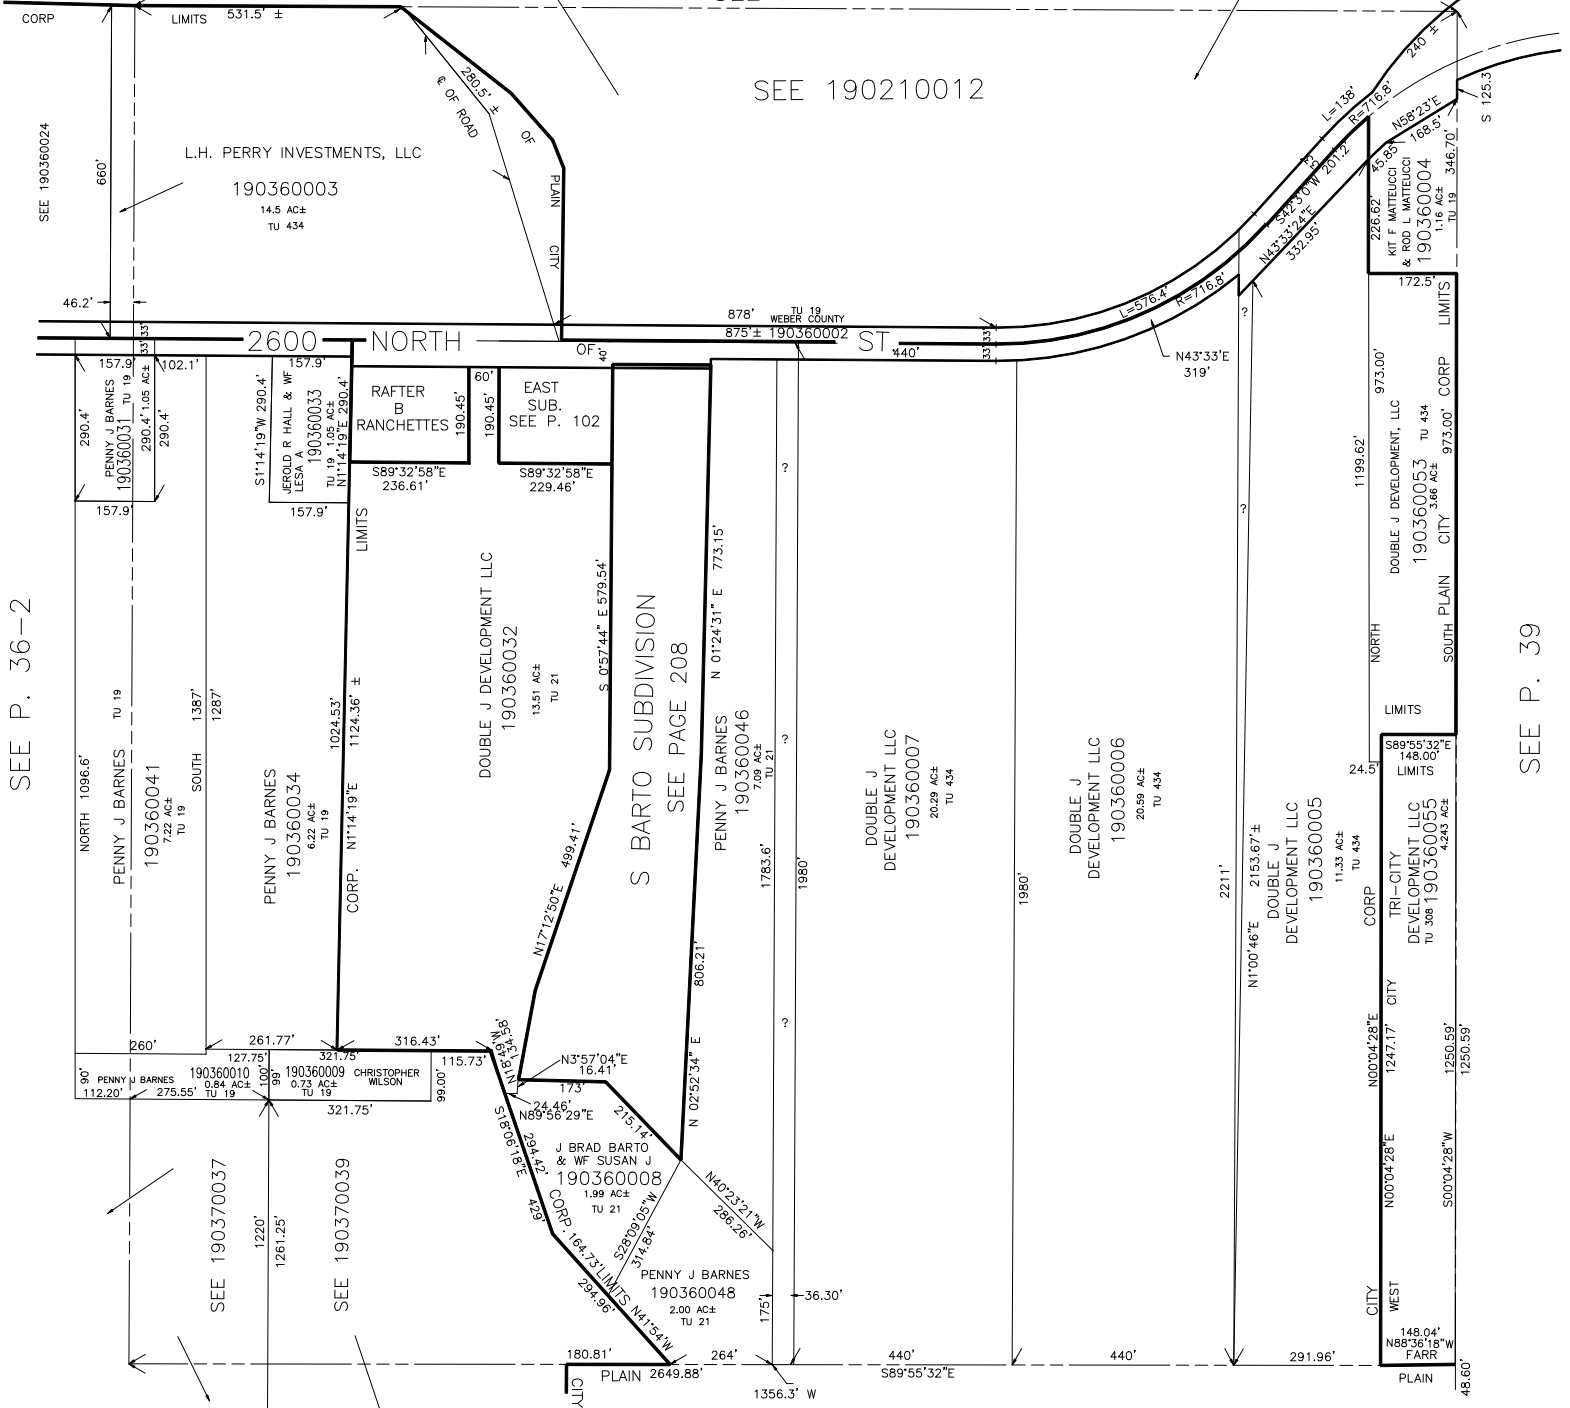 CORP
LIMITS
531.5' ±
SEE 190360024
660'
L.H. PERRY INVESTMENTS, LLC
190360003
14.5 AC±
TU 434
280.5' ±
℄ OF ROAD
OF
PLAIN
CITY
SEE 190210012
240 ±
L=138'
R=716.8'
N58°23'E
168.5'
S 125.3
45.85'
33
33
S42°3'0"W 201.2'
N43°33'24"E
332.95'
226.62'
KIT F MATTEUCCI
& ROD L MATTEUCCI
190360004
1.16 AC±
TU 19
346.70'
172.5'
46.2'
33' 33'
2600 NORTH ST.
878'
TU 19
WEBER COUNTY
875'± 190360002
OF
40'
440'
33' 33'
L=576.4'
R=716.8'
N43°33'E
319'
157.9'
102.1'
157.9'
290.4'
PENNY J BARNES
190360031 TU 19
290.4' 1.05 AC±
290.4'
157.9'
S1°14'19"W 290.4'
JEROLD R HALL & WF
LESA A
190360033
TU 19 1.05 AC±
N1°14'19"E 290.4'
157.9'
RAFTER
B
RANCHETTES
190.45'
60'
190.45'
EAST
SUB.
SEE P. 102
S89°32'58"E
236.61'
S89°32'58"E
229.46'
LIMITS
SEE P. 36-2
NORTH 1096.6'
PENNY J BARNES TU 19
190360041
7.22 AC±
TU 19
SOUTH 1387'
1287'
PENNY J BARNES
190360034
6.22 AC±
TU 19
1024.53'
1124.36' ±
CORP. N1°14'19"E
DOUBLE J DEVELOPMENT LLC
190360032
13.51 AC±
TU 21
S 0°57'44" E 579.54'
N17°12'50"E 499.41'
S BARTO SUBDIVISION
SEE PAGE 208
N 01°24'31" E 773.15'
PENNY J BARNES
190360046
7.09 AC±
TU 21
806.21'
N 02°52'34" E
?
?
?
1783.6'
1980'
DOUBLE J
DEVELOPMENT LLC
190360007
20.29 AC±
TU 434
1980'
DOUBLE J
DEVELOPMENT LLC
190360006
20.59 AC±
TU 434
?
?
2211'
N1°00'46"E 2153.67'±
DOUBLE J
DEVELOPMENT LLC
190360005
11.33 AC±
TU 434
973.00'
1199.62'
NORTH
DOUBLE J DEVELOPMENT, LLC
190360053 TU 434
3.66 AC±
973.00'
SOUTH PLAIN CITY CORP LIMITS
LIMITS
S89°55'32"E
148.00'
24.5'
LIMITS
TRI-CITY
DEVELOPMENT LLC
TU 308 190360055
4.243 AC±
CITY CORP
N00°04'28"E
1247.17'
CITY
N00°04'28"E
WEST
1250.59'
1250.59'
S00°04'28"W
SEE P. 39
148.04'
N88°36'18"W
FARR
PLAIN
48.60'
260'
261.77'
316.43'
127.75'
321.75'
115.73'
90'
PENNY J BARNES
190360010
0.84 AC±
TU 19
112.20'
275.55'
100'
99'
190360009
0.73 AC±
TU 19
CHRISTOPHER
WILSON
99.00'
321.75'
N18°49'W
134.58'
N3°57'04"E
16.41'
173'
24.46'
N89°56'29"E
215.14'
S18°06'18"E
294.42'
429'
J BRAD BARTO
& WF SUSAN J
190360008
1.99 AC±
TU 21
CORP. LIMITS
164.73'
294.96'
N41°54'W
S28°09'05"W
314.84'
N40°23'21"W
286.26'
PENNY J BARNES
190360048
2.00 AC±
TU 21
175'
36.30'
SEE 190370037
1220'
1261.25'
SEE 190370039
180.81'
PLAIN
CITY
2649.88'
264'
1356.3' W
440'
S89°55'32"E
440'
291.96'